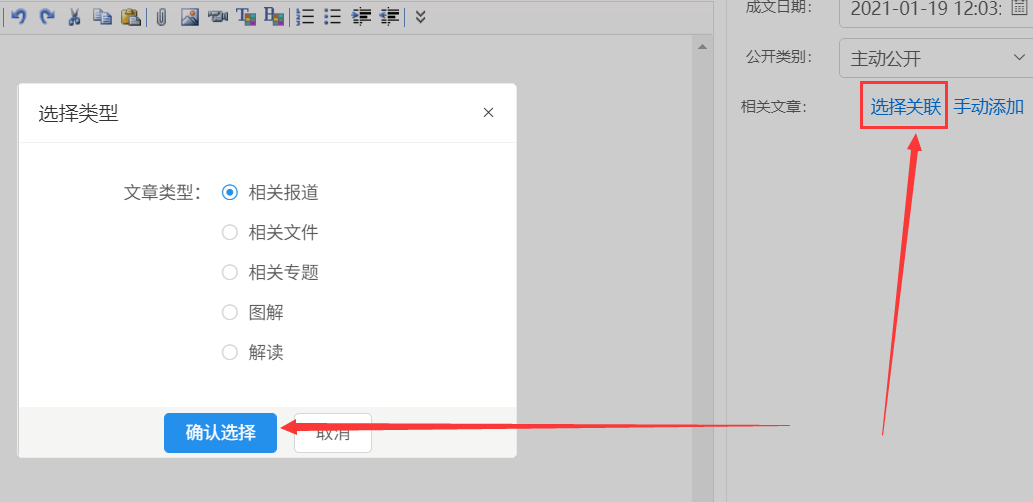 成文日期：
2021-01-19 12:03:
公开类别：
主动公开
相关文章：
选择关联 手动添加
选择类型
文章类型：
相关报道
相关文件
相关专题
图解
解读
确认选择
取消